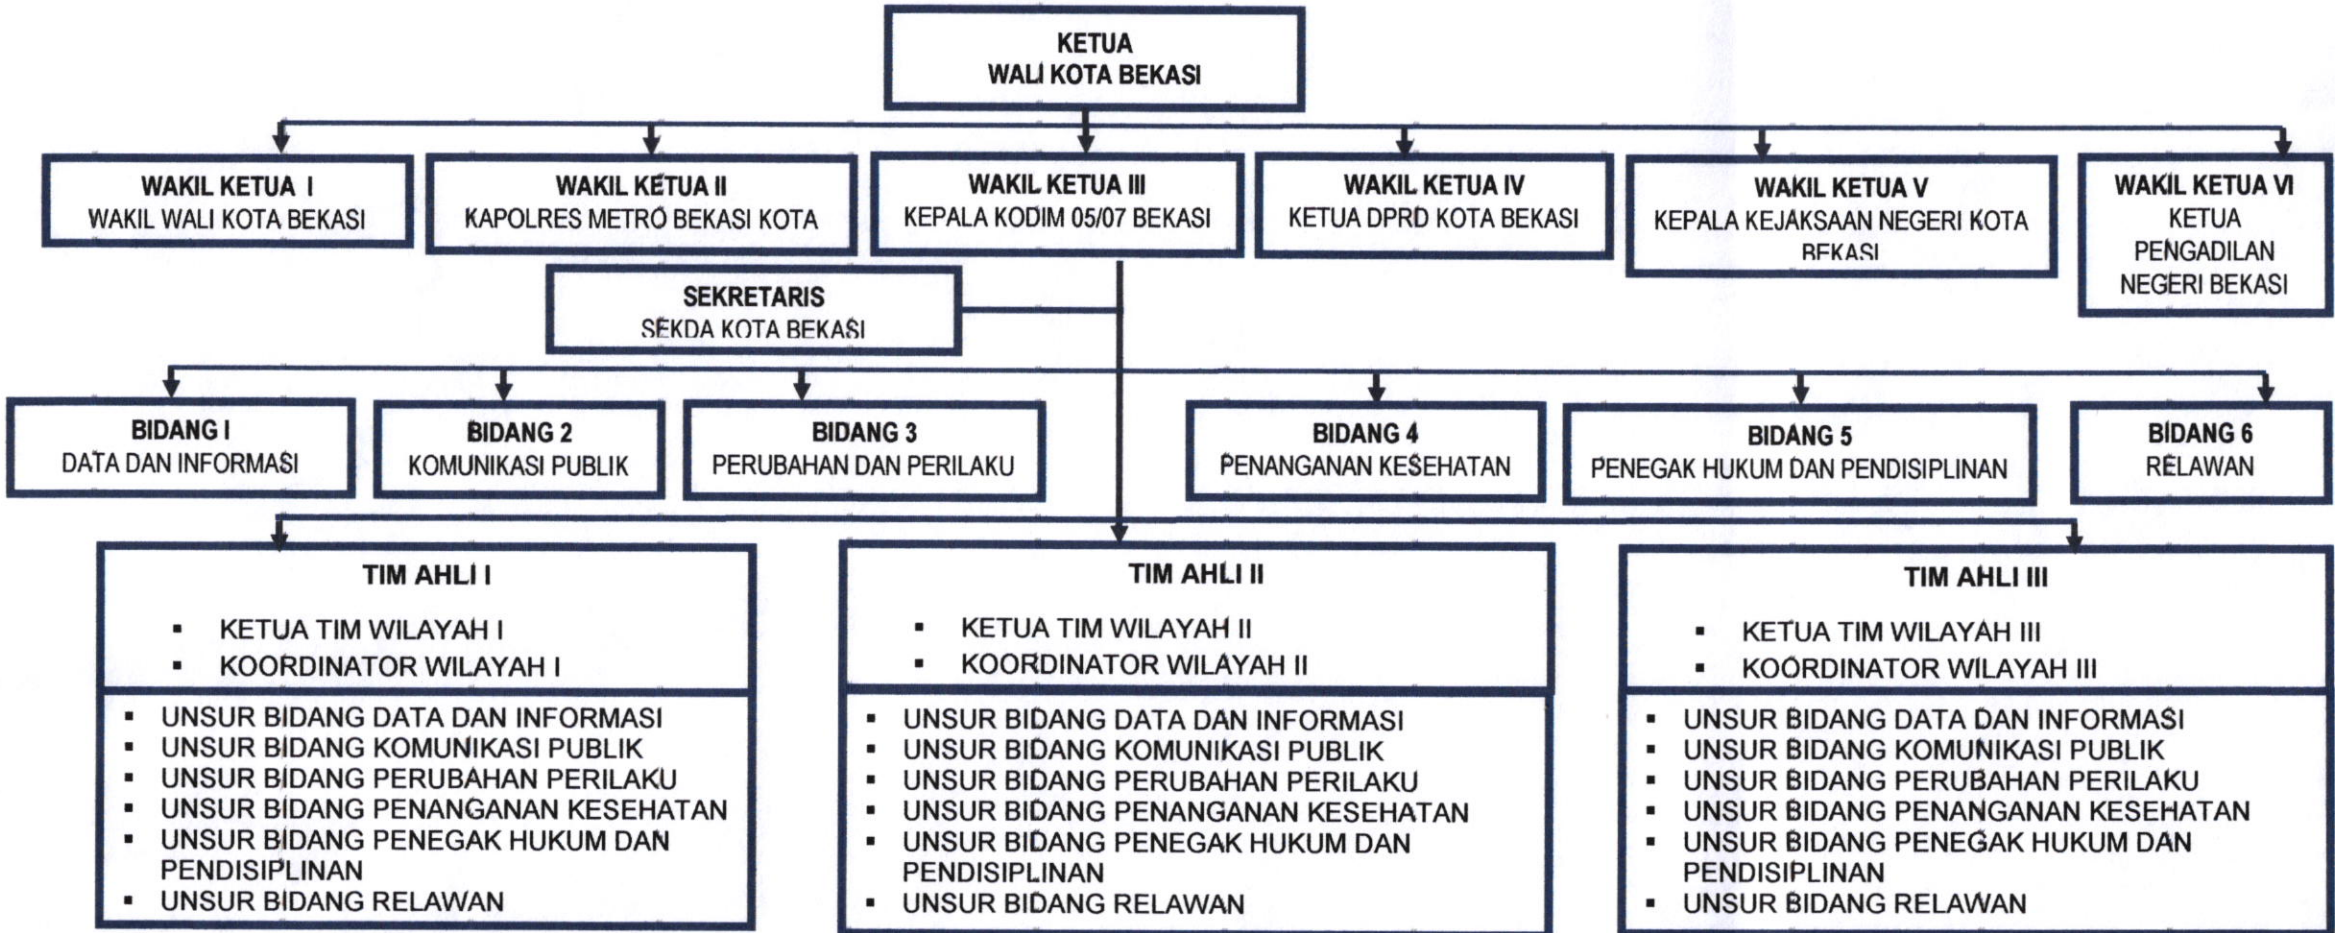 KETUA
WALI KOTA BEKASI
WAKIL KETUA I
WAKIL WALI KOTA BEKASI
WAKIL KETUA II
KAPOLRES METRO BEKASI KOTA
WAKIL KETUA III
KEPALA KODIM 05/07 BEKASI
WAKIL KETUA IV
KETUA DPRD KOTA BEKASI
WAKIL KETUA V
KEPALA KEJAKSAAN NEGERI KOTA
BEKASI
WAKIL KETUA VI
KETUA
PENGADILAN
NEGERI BEKASI
SEKRETARIS
SEKDA KOTA BEKASI
BIDANG I
DATA DAN INFORMASI
BIDANG 2
KOMUNIKASI PUBLIK
BIDANG 3
PERUBAHAN DAN PERILAKU
BIDANG 4
PENANGANAN KESEHATAN
BIDANG 5
PENEGAK HUKUM DAN PENDISIPLINAN
BIDANG 6
RELAWAN
TIM AHLI I
▪ KETUA TIM WILAYAH I
▪ KOORDINATOR WILAYAH I
▪ UNSUR BIDANG DATA DAN INFORMASI
▪ UNSUR BIDANG KOMUNIKASI PUBLIK
▪ UNSUR BIDANG PERUBAHAN PERILAKU
▪ UNSUR BIDANG PENANGANAN KESEHATAN
▪ UNSUR BIDANG PENEGAK HUKUM DAN
PENDISIPLINAN
▪ UNSUR BIDANG RELAWAN
TIM AHLI II
▪ KETUA TIM WILAYAH II
▪ KOORDINATOR WILAYAH II
▪ UNSUR BIDANG DATA DAN INFORMASI
▪ UNSUR BIDANG KOMUNIKASI PUBLIK
▪ UNSUR BIDANG PERUBAHAN PERILAKU
▪ UNSUR BIDANG PENANGANAN KESEHATAN
▪ UNSUR BIDANG PENEGAK HUKUM DAN
PENDISIPLINAN
▪ UNSUR BIDANG RELAWAN
TIM AHLI III
▪ KETUA TIM WILAYAH III
▪ KOORDINATOR WILAYAH III
▪ UNSUR BIDANG DATA DAN INFORMASI
▪ UNSUR BIDANG KOMUNIKASI PUBLIK
▪ UNSUR BIDANG PERUBAHAN PERILAKU
▪ UNSUR BIDANG PENANGANAN KESEHATAN
▪ UNSUR BIDANG PENEGAK HUKUM DAN
PENDISIPLINAN
▪ UNSUR BIDANG RELAWAN